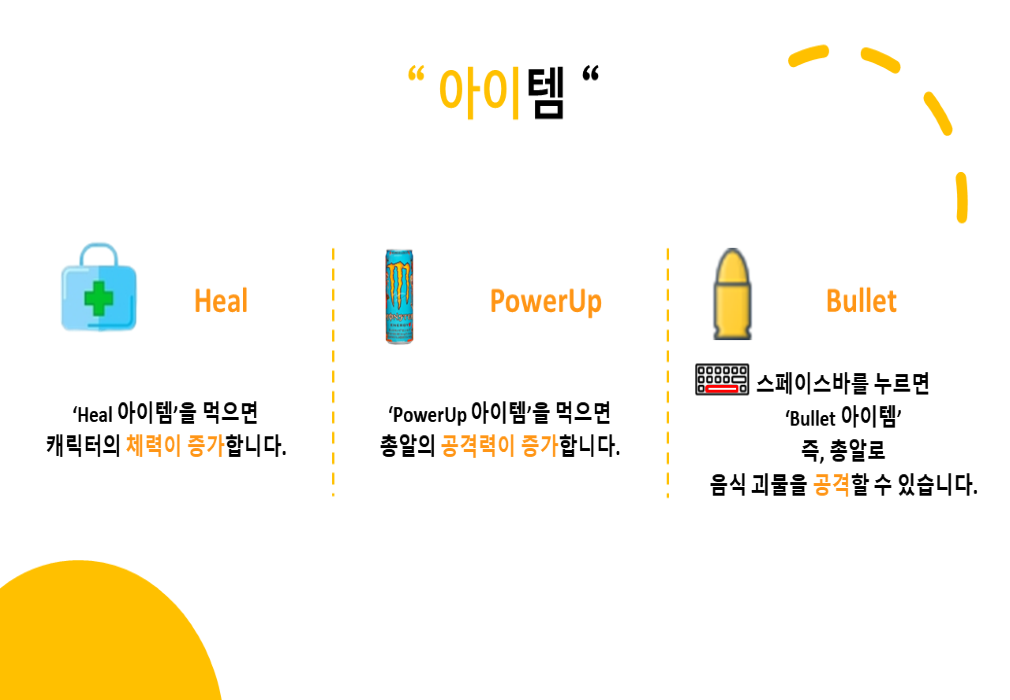 “ 아이템 “
Heal
‘Heal 아이템’을 먹으면
캐릭터의 체력이 증가합니다.
PowerUp
‘PowerUp 아이템’을 먹으면
총알의 공격력이 증가합니다.
Bullet
스페이스바를 누르면
‘Bullet 아이템’
즉, 총알로
음식 괴물을 공격할 수 있습니다.